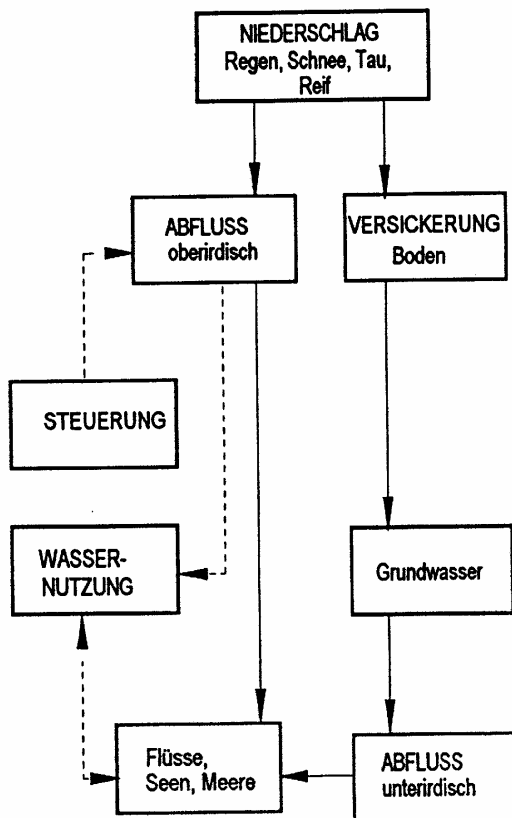 NIEDERSCHLAG
Regen, Schnee, Tau,
Reif
ABFLUSS
oberirdisch
VERSICKERUNG
Boden
STEUERUNG
WASSER-
NUTZUNG
Grundwasser
Flüsse,
Seen, Meere
ABFLUSS
unterirdisch